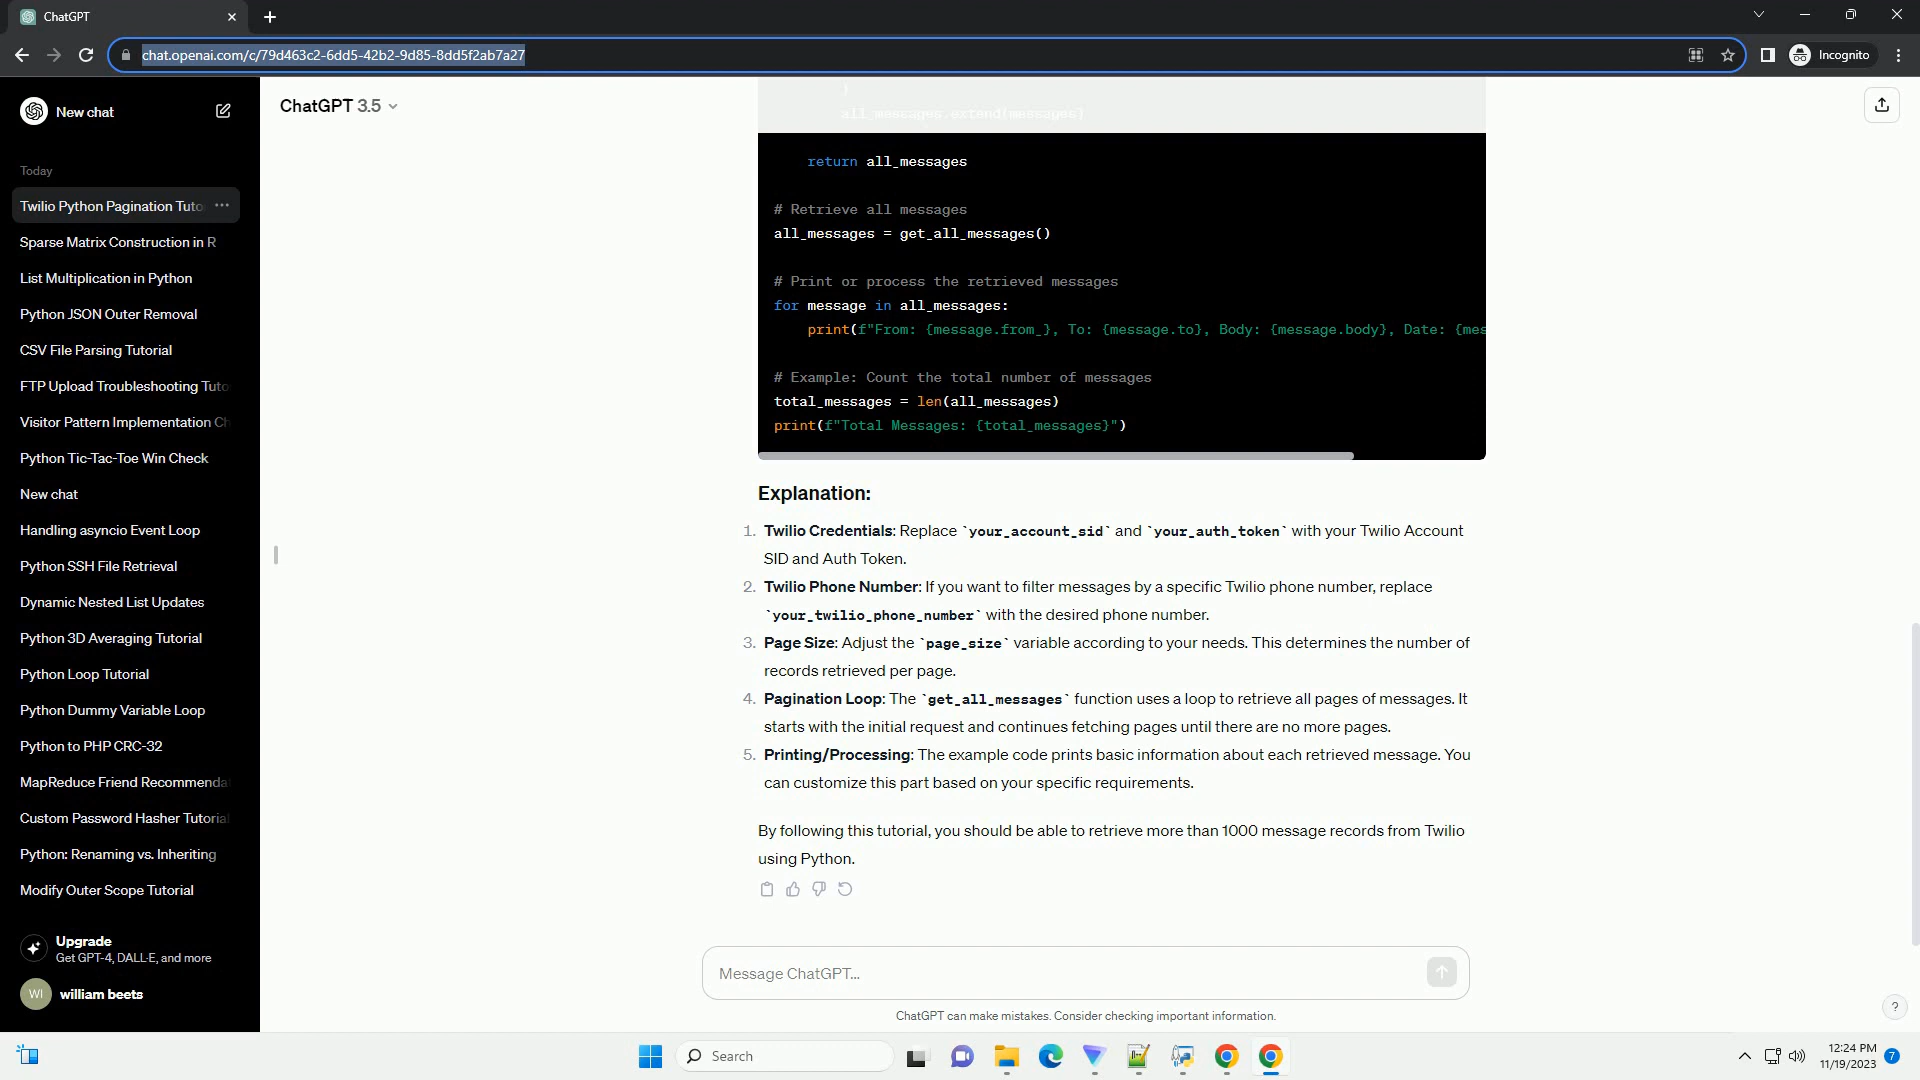 ChatGPT
chat.openai.com/c/79d463c2-6dd5-42b2-9d85-8dd5f2ab7a27
Incognito
New chat
Today
Twilio Python Pagination Tuto
Sparse Matrix Construction in R
List Multiplication in Python
Python JSON Outer Removal
CSV File Parsing Tutorial
FTP Upload Troubleshooting Tuto
Visitor Pattern Implementation Ch
Python Tic-Tac-Toe Win Check
New chat
Handling asyncio Event Loop
Python SSH File Retrieval
Dynamic Nested List Updates
Python 3D Averaging Tutorial
Python Loop Tutorial
Python Dummy Variable Loop
Python to PHP CRC-32
MapReduce Friend Recommenda
Custom Password Hasher Tutorial
Python: Renaming vs. Inheriting
Modify Outer Scope Tutorial
Upgrade
Get GPT-4, DALL·E, and more
WI
william beets
ChatGPT 3.5
)
all_messages.extend(messages)
return all_messages
# Retrieve all messages
all_messages = get_all_messages()
# Print or process the retrieved messages
for message in all_messages:
print(f"From: {message.from_}, To: {message.to}, Body: {message.body}, Date: {mes
# Example: Count the total number of messages
total_messages = len(all_messages)
print(f"Total Messages: {total_messages}")
Explanation:
1. Twilio Credentials: Replace `your_account_sid` and `your_auth_token` with your Twilio Account
SID and Auth Token.
2. Twilio Phone Number: If you want to filter messages by a specific Twilio phone number, replace
`your_twilio_phone_number` with the desired phone number.
3. Page Size: Adjust the `page_size` variable according to your needs. This determines the number of
records retrieved per page.
4. Pagination Loop: The `get_all_messages` function uses a loop to retrieve all pages of messages. It
starts with the initial request and continues fetching pages until there are no more pages.
5. Printing/Processing: The example code prints basic information about each retrieved message. You
can customize this part based on your specific requirements.
By following this tutorial, you should be able to retrieve more than 1000 message records from Twilio
using Python.
Message ChatGPT...
ChatGPT can make mistakes. Consider checking important information.
?
Search
12:24 PM
11/19/2023
7